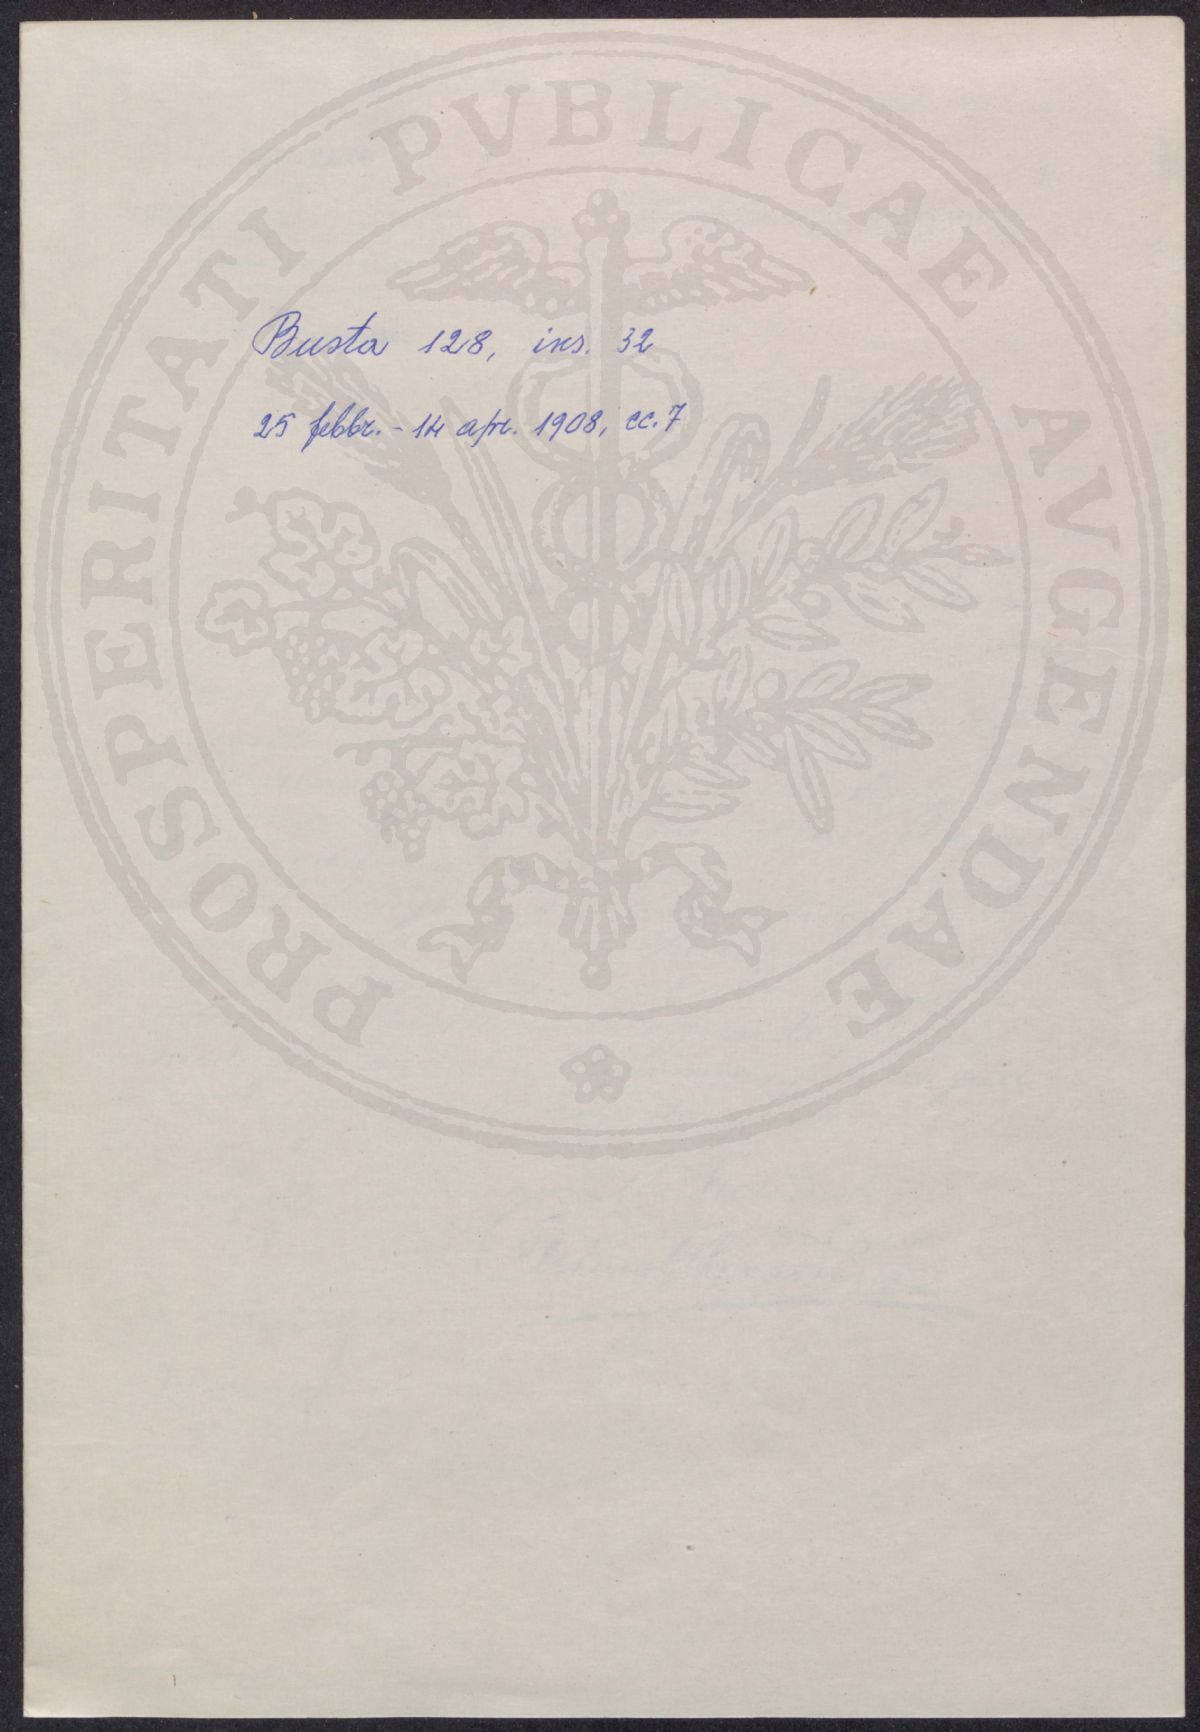 Busta 128, ins. 32
25 febbr. - 14 apr. 1908, cc. 7
PROSPERITATI PVBLICAE AVGENDAE